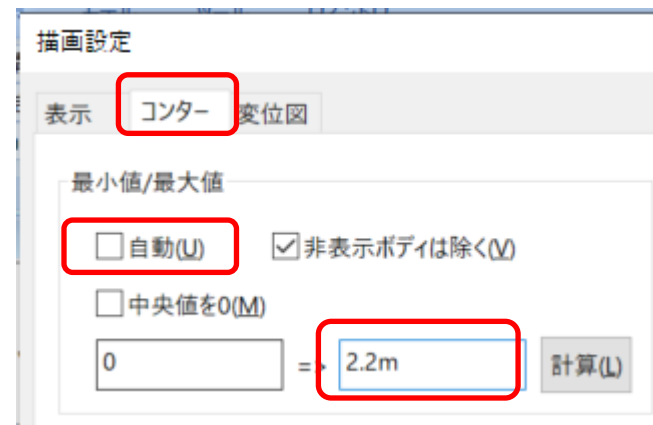 描画設定
表示 コンター 変位図
最小値/最大値
自動(U) 非表示ボディは除く(V)
中央値を0(M)
0 => 2.2m 計算(L)